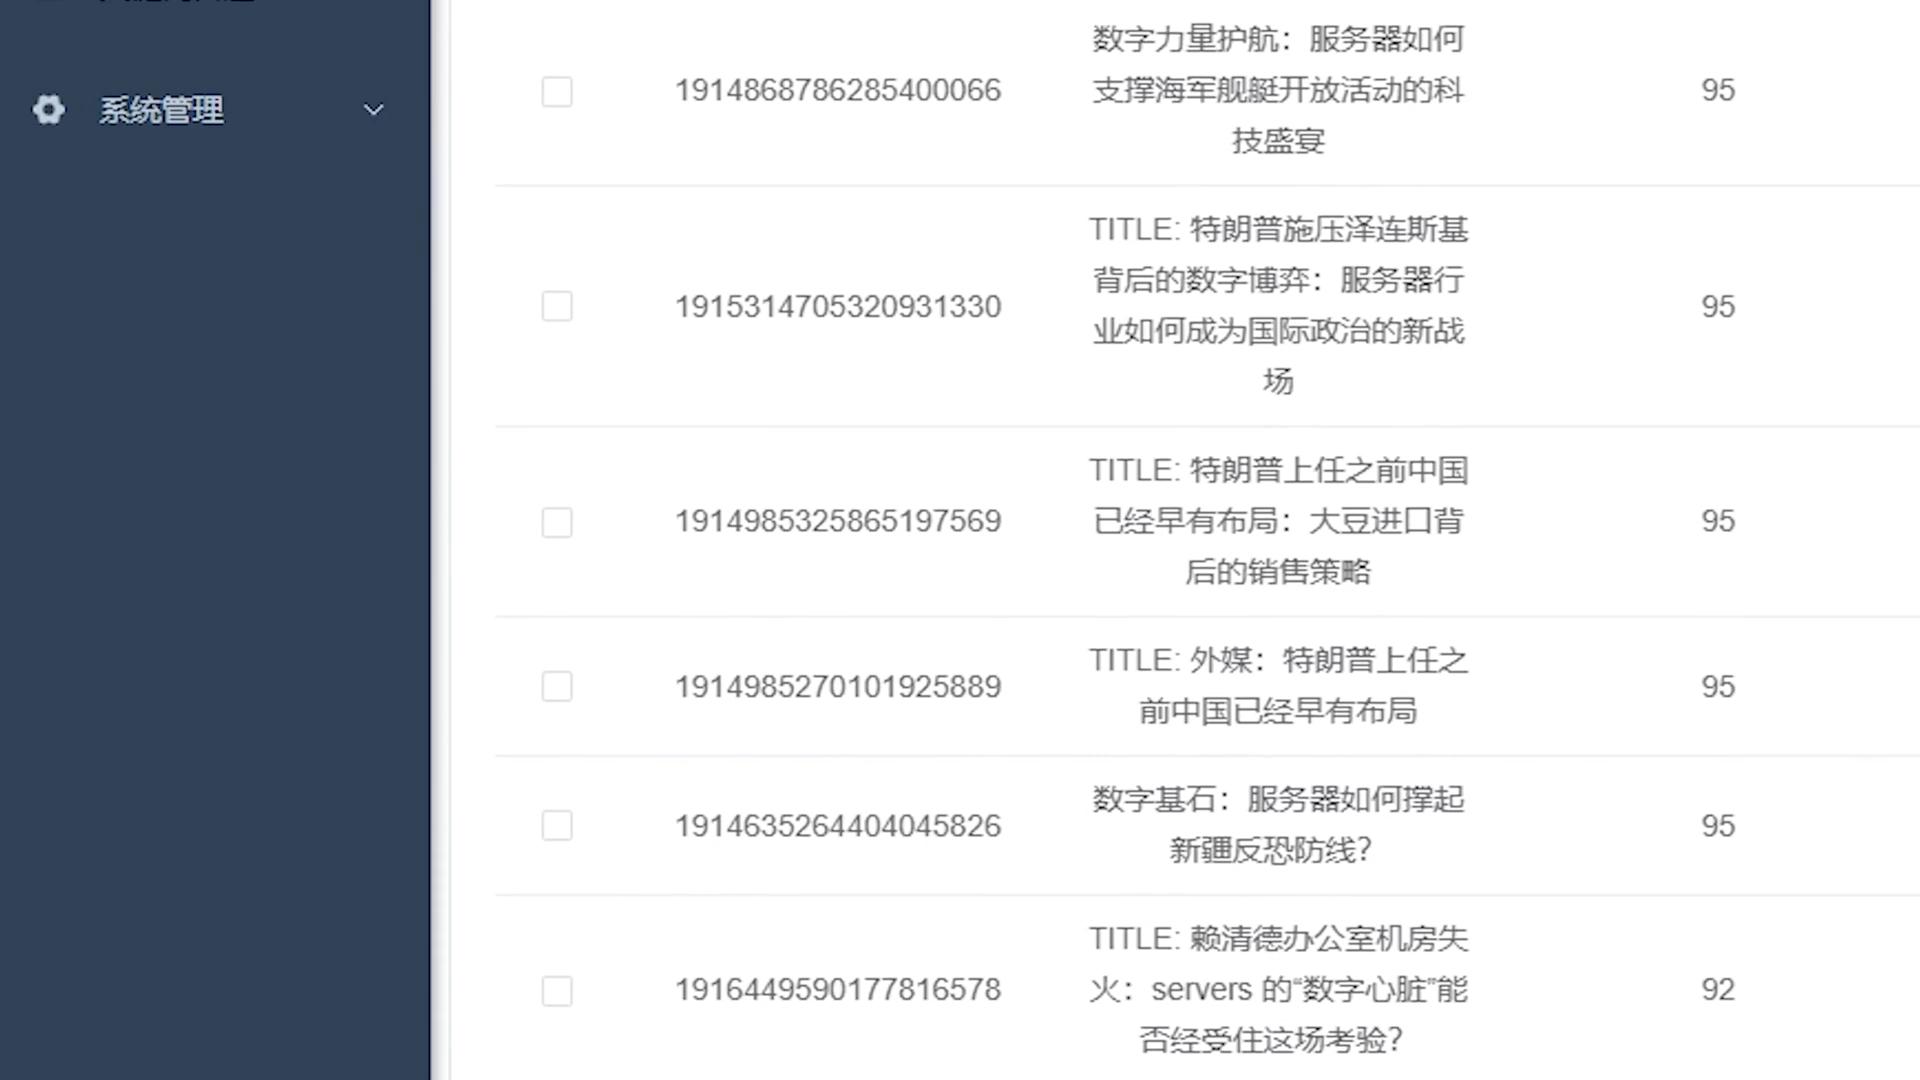 系统管理
1914868786285400066
数字力量护航：服务器如何
支撑海军舰艇开放活动的科
技盛宴
95
1915314705320931330
TITLE: 特朗普施压泽连斯基
背后的数字博弈：服务器行
业如何成为国际政治的新战
场
95
1914985325865197569
TITLE: 特朗普上任之前中国
已经早有布局：大豆进口背
后的销售策略
95
1914985270101925889
TITLE: 外媒：特朗普上任之
前中国已经早有布局
95
1914635264404045826
数字基石：服务器如何撑起
新疆反恐防线？
95
1916449590177816578
TITLE: 赖清德办公室机房失
火：servers 的“数字心脏”能
否经受住这场考验？
92